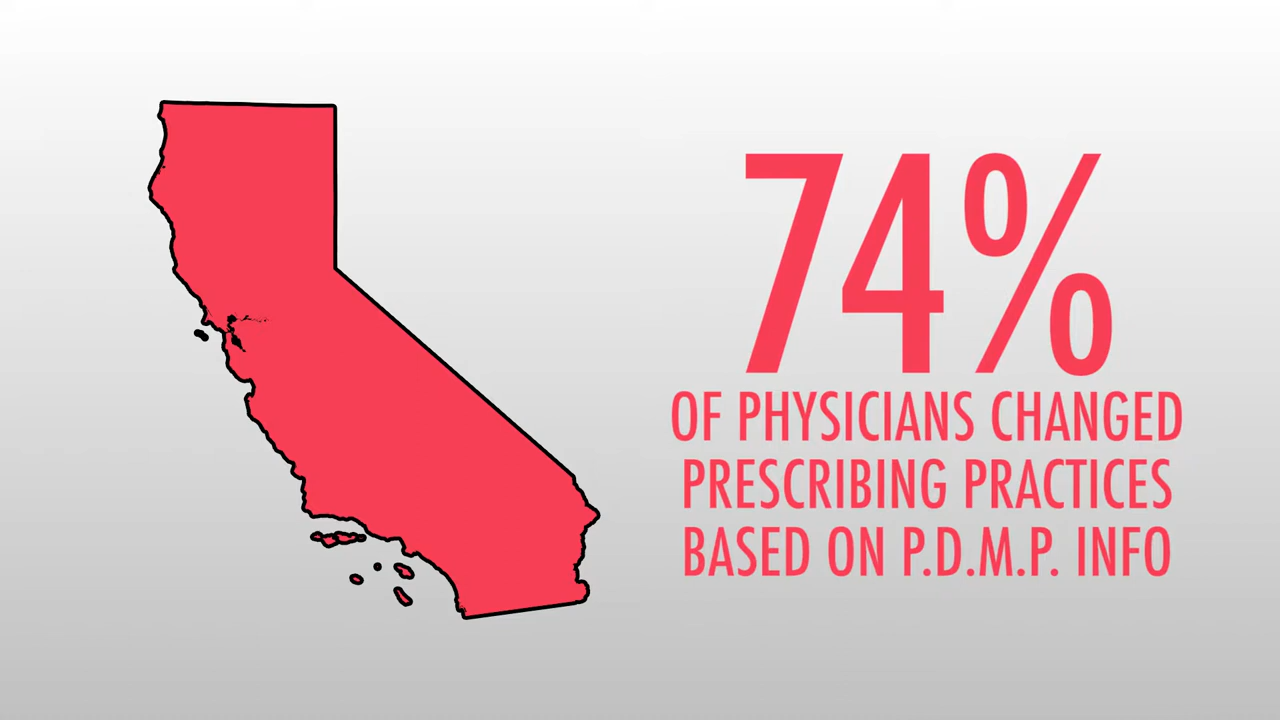 74%
OF PHYSICIANS CHANGED
PRESCRIBING PRACTICES
BASED ON P.D.M.P. INFO